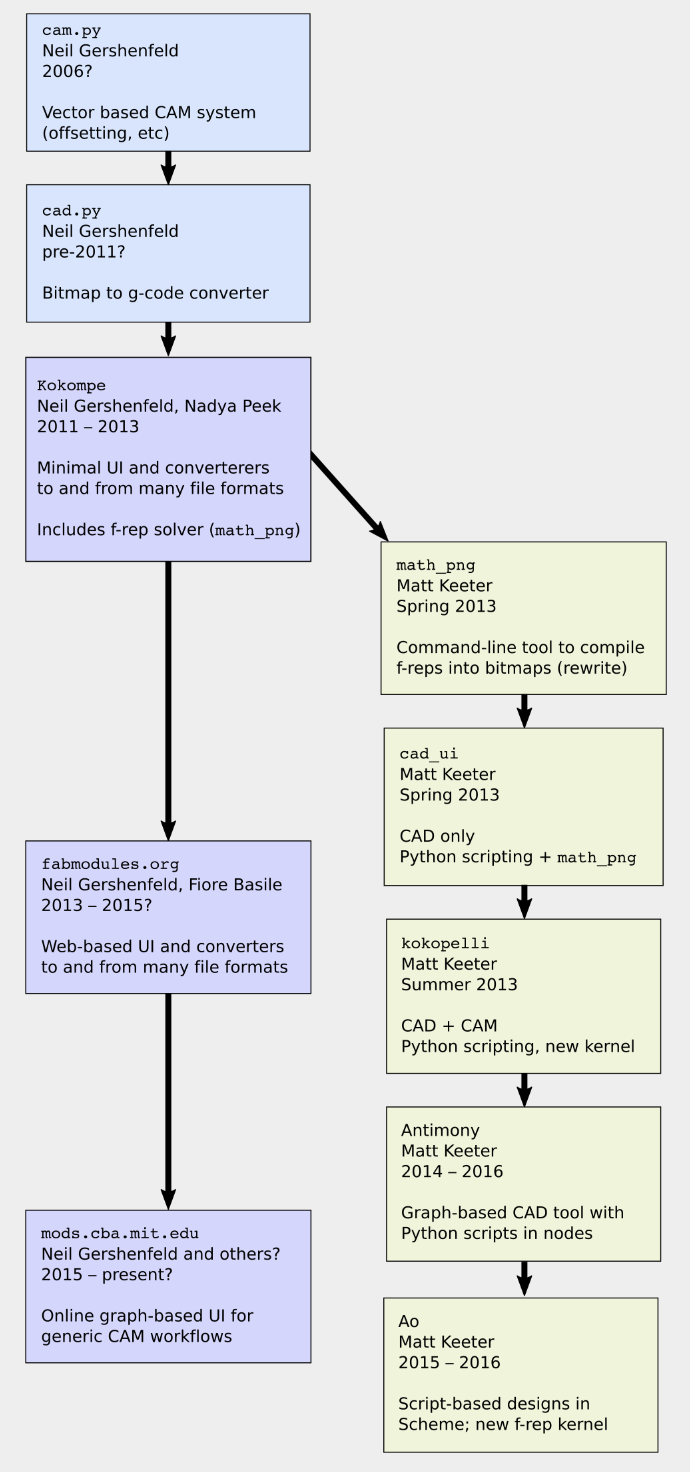 cam.py
Neil Gershenfeld
2006?
Vector based CAM system
(offsetting, etc)
cad.py
Neil Gershenfeld
pre-2011?
Bitmap to g-code converter
Kokompe
Neil Gershenfeld, Nadya Peek
2011 – 2013
Minimal UI and converterers
to and from many file formats
Includes f-rep solver (math_png)
math_png
Matt Keeter
Spring 2013
Command-line tool to compile
f-reps into bitmaps (rewrite)
cad_ui
Matt Keeter
Spring 2013
CAD only
Python scripting + math_png
fabmodules.org
Neil Gershenfeld, Fiore Basile
2013 – 2015?
Web-based UI and converters
to and from many file formats
kokopelli
Matt Keeter
Summer 2013
CAD + CAM
Python scripting, new kernel
Antimony
Matt Keeter
2014 – 2016
Graph-based CAD tool with
Python scripts in nodes
mods.cba.mit.edu
Neil Gershenfeld and others?
2015 – present?
Online graph-based UI for
generic CAM workflows
Ao
Matt Keeter
2015 – 2016
Script-based designs in
Scheme; new f-rep kernel